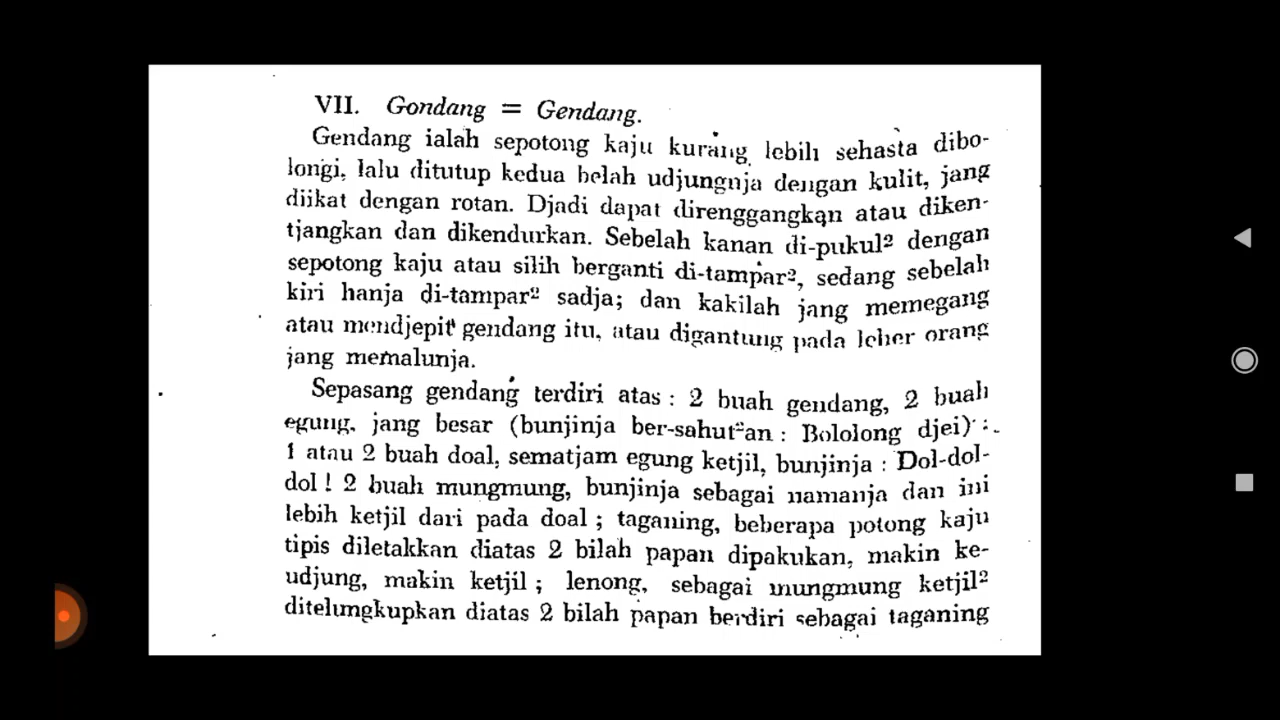 VII. Gondang = Gendang.
Gendang ialah sepotong kaju kurang lebih sehasta dibo-
longi, lalu ditutup kedua belah udjungnja dengan kulit, jang
diikat dengan rotan. Djadi dapat direnggangkan atau diken-
tjangkan dan dikendurkan. Sebelah kanan di-pukul² dengan
sepotong kaju atau silih berganti di-tampar², sedang sebelah
kiri hanja di-tampar² sadja; dan kakilah jang memegang
atau mendjepit gendang itu, atau digantung pada leher orang
jang memalunja.
Sepasang gendang terdiri atas : 2 buah gendang, 2 buah
egung, jang besar (bunjinja ber-sahut²an : Bololong djei) :
1 atau 2 buah doal, sematjam egung ketjil, bunjinja : Dol-dol-
dol ! 2 buah mungmung, bunjinja sebagai namanja dan ini
lebih ketjil dari pada doal ; taganing, beberapa potong kaju
tipis diletakkan diatas 2 bilah papan dipakukan, makin ke-
udjung, makin ketjil ; lenong, sebagai mungmung ketjil²
ditelungkupkan diatas 2 bilah papan berdiri sebagai taganing